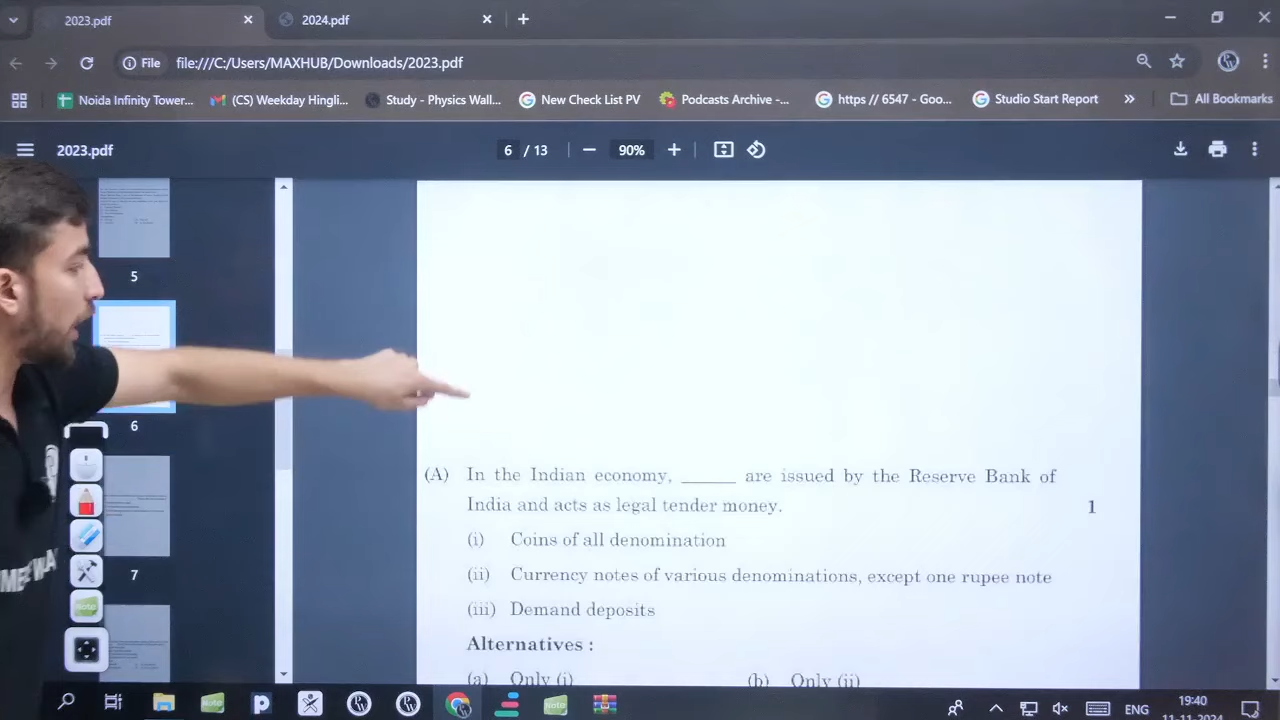 2023.pdf
2024.pdf
File
file:///C:/Users/MAXHUB/Downloads/2023.pdf
Noida Infinity Tower...
(CS) Weekday Hingli...
Study - Physics Wall...
New Check List PV
Podcasts Archive -...
https // 6547 - Goo...
Studio Start Report
All Bookmarks
2023.pdf
6 / 13
90%
5
6
7
(A) In the Indian economy, ______ are issued by the Reserve Bank of
India and acts as legal tender money. 1
(i) Coins of all denomination
(ii) Currency notes of various denominations, except one rupee note
(iii) Demand deposits
Alternatives :
(a) Only (i) (b) Only (ii)
Note
ENG
19:40
11-11-2024